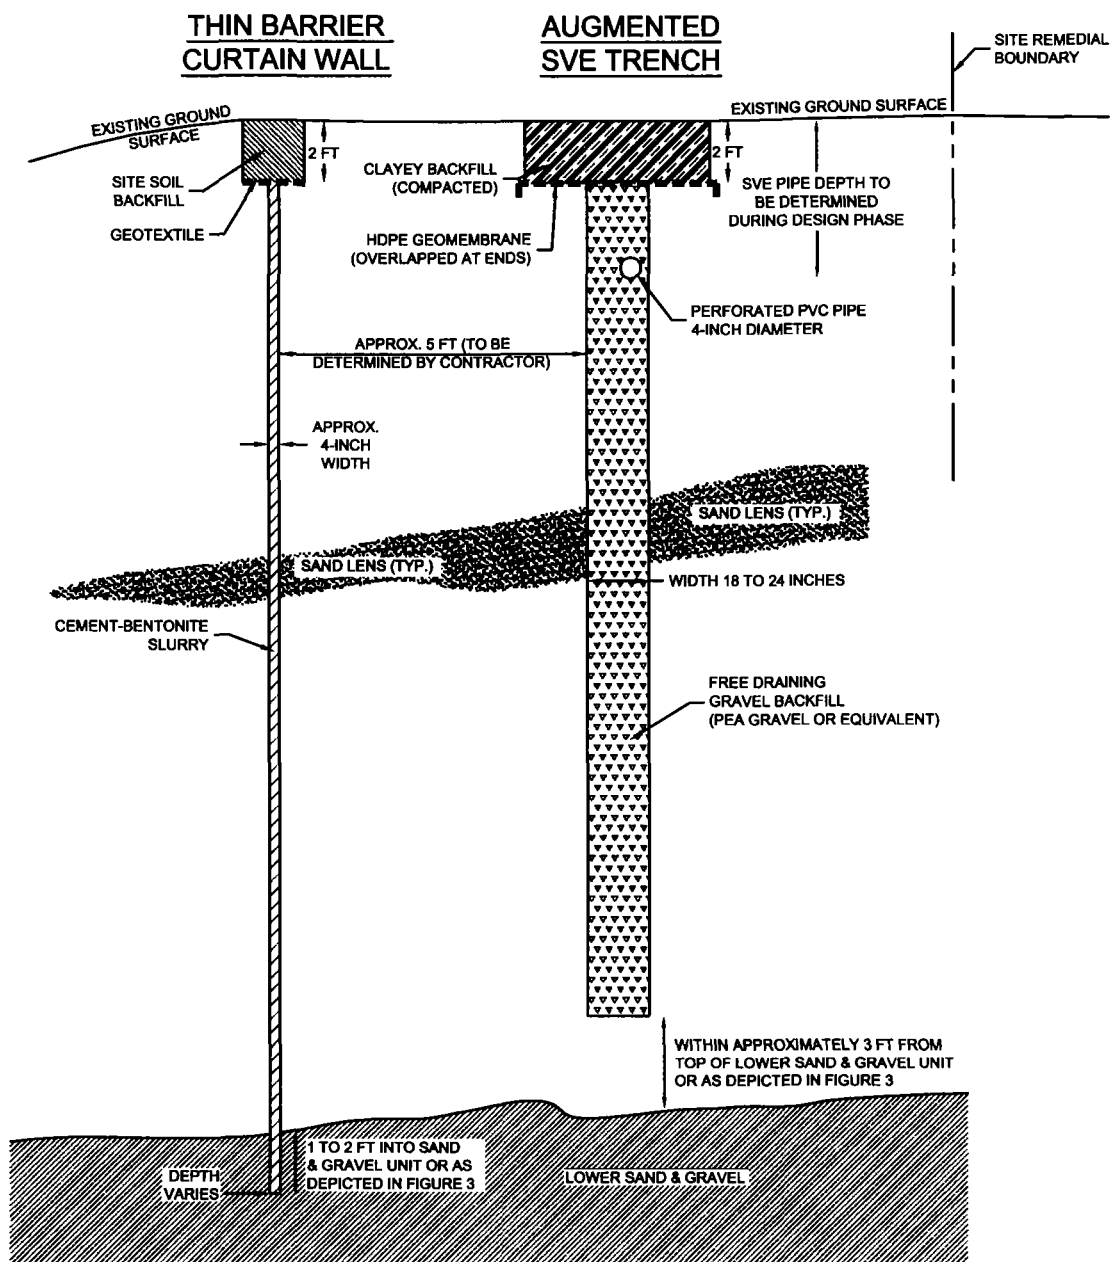 THIN BARRIER
CURTAIN WALL
AUGMENTED
SVE TRENCH
SITE REMEDIAL
BOUNDARY
EXISTING GROUND
SURFACE
EXISTING GROUND SURFACE
2 FT
2 FT
SITE SOIL
BACKFILL
GEOTEXTILE
CLAYEY BACKFILL
(COMPACTED)
HDPE GEOMEMBRANE
(OVERLAPPED AT ENDS)
SVE PIPE DEPTH TO
BE DETERMINED
DURING DESIGN PHASE
PERFORATED PVC PIPE
4-INCH DIAMETER
APPROX. 5 FT (TO BE
DETERMINED BY CONTRACTOR)
APPROX.
4-INCH
WIDTH
SAND LENS (TYP.)
SAND LENS (TYP.)
WIDTH 18 TO 24 INCHES
CEMENT-BENTONITE
SLURRY
FREE DRAINING
GRAVEL BACKFILL
(PEA GRAVEL OR EQUIVALENT)
WITHIN APPROXIMATELY 3 FT FROM
TOP OF LOWER SAND & GRAVEL UNIT
OR AS DEPICTED IN FIGURE 3
1 TO 2 FT INTO SAND
& GRAVEL UNIT OR AS
DEPICTED IN FIGURE 3
DEPTH
VARIES
LOWER SAND & GRAVEL